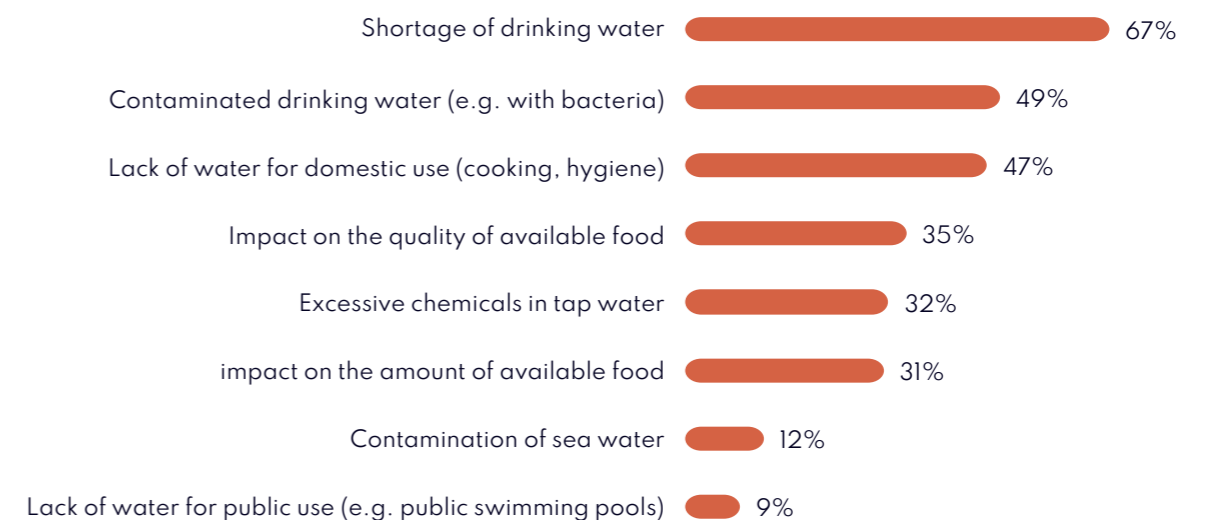 Shortage of drinking water 67%
Contaminated drinking water (e.g. with bacteria) 49%
Lack of water for domestic use (cooking, hygiene) 47%
Impact on the quality of available food 35%
Excessive chemicals in tap water 32%
impact on the amount of available food 31%
Contamination of sea water 12%
Lack of water for public use (e.g. public swimming pools) 9%